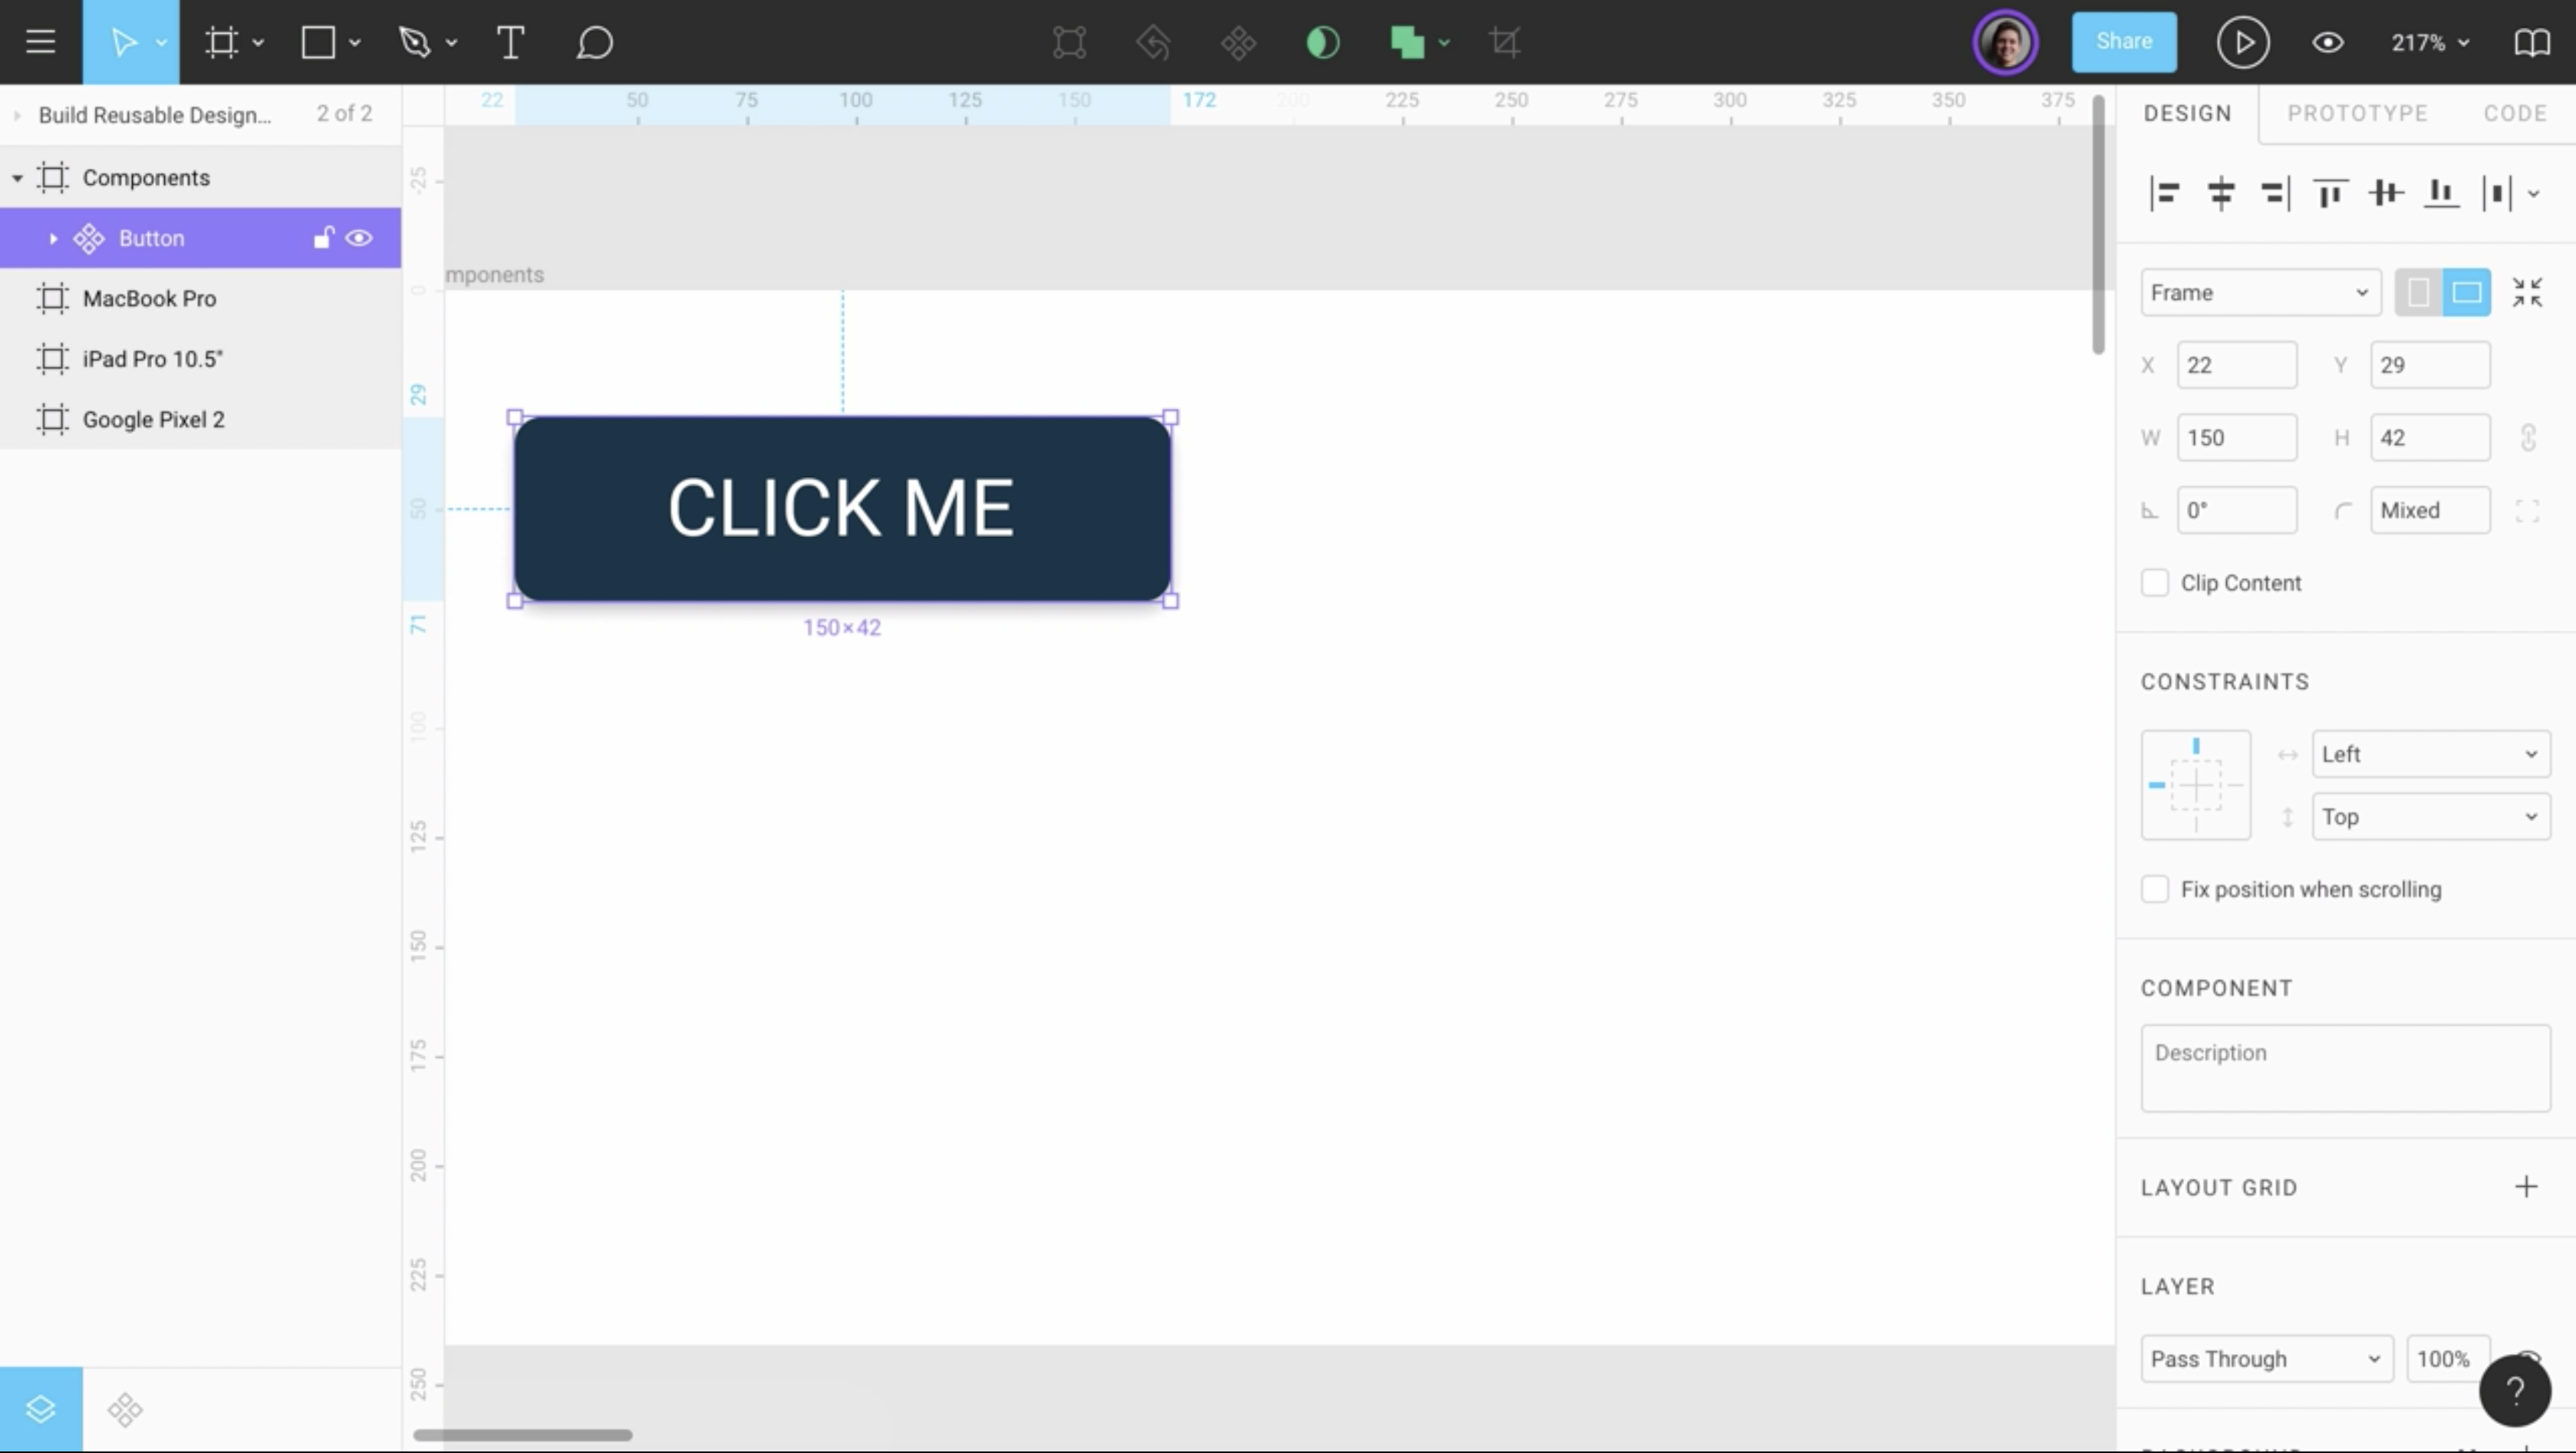 Share
217%
Build Reusable Design... 2 of 2
Components
Button
MacBook Pro
iPad Pro 10.5"
Google Pixel 2
22 50 75 100 125 150 172 200 225 250 275 300 325 350 375
-25
0
29
50
71
100
125
150
175
200
225
250
mponents
CLICK ME
150×42
DESIGN PROTOTYPE CODE
Frame
X 22 Y 29
W 150 H 42
0° Mixed
Clip Content
CONSTRAINTS
Left
Top
Fix position when scrolling
COMPONENT
Description
LAYOUT GRID
LAYER
Pass Through 100%
?